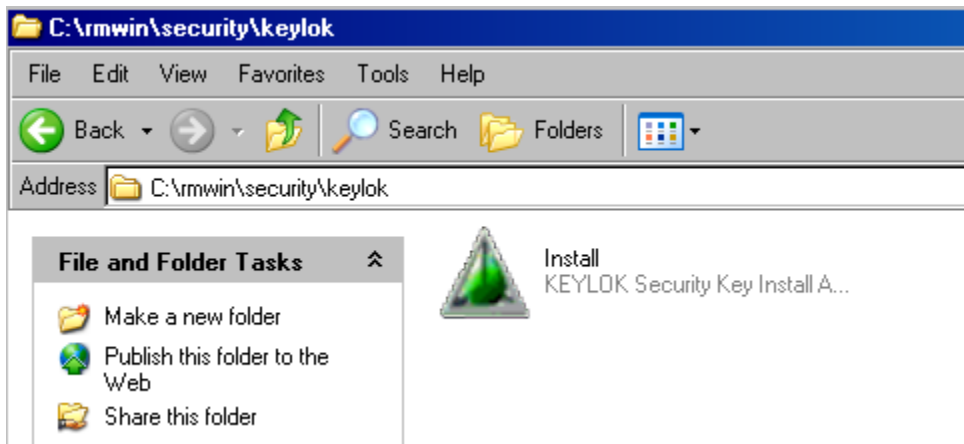 C:\rmwin\security\keylok
File Edit View Favorites Tools Help
Back Search Folders
Address C:\rmwin\security\keylok
File and Folder Tasks
Make a new folder
Publish this folder to the
Web
Share this folder
Install
KEYLOK Security Key Install A...